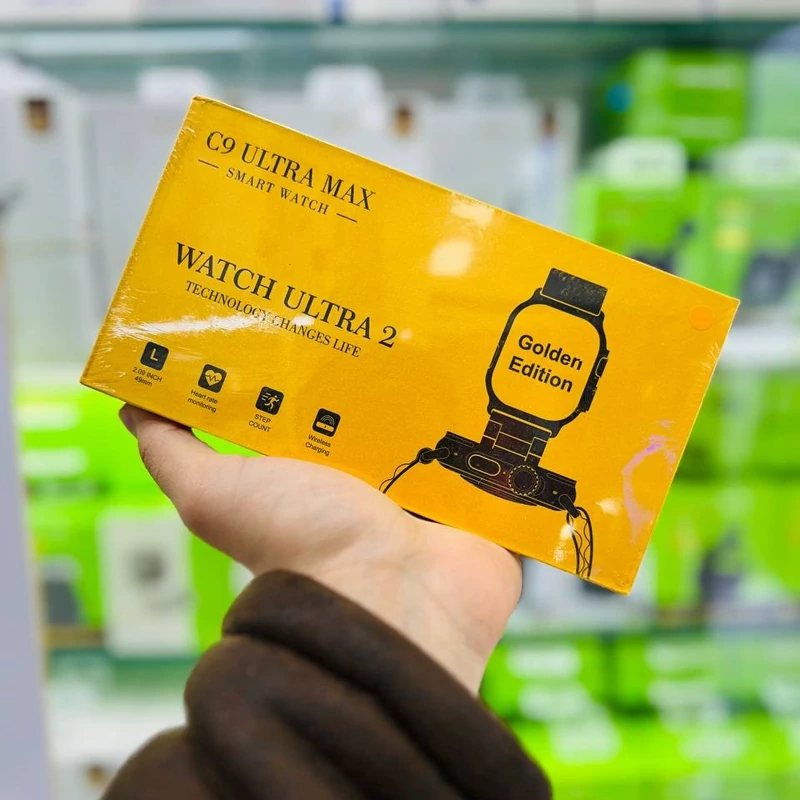 C9 ULTRA MAX
— SMART WATCH —
WATCH ULTRA 2
TECHNOLOGY CHANGES LIFE
L
2.09 INCH
49mm
Heart rate
monitoring
STEP
COUNT
Wireless
Charging
Golden
Edition